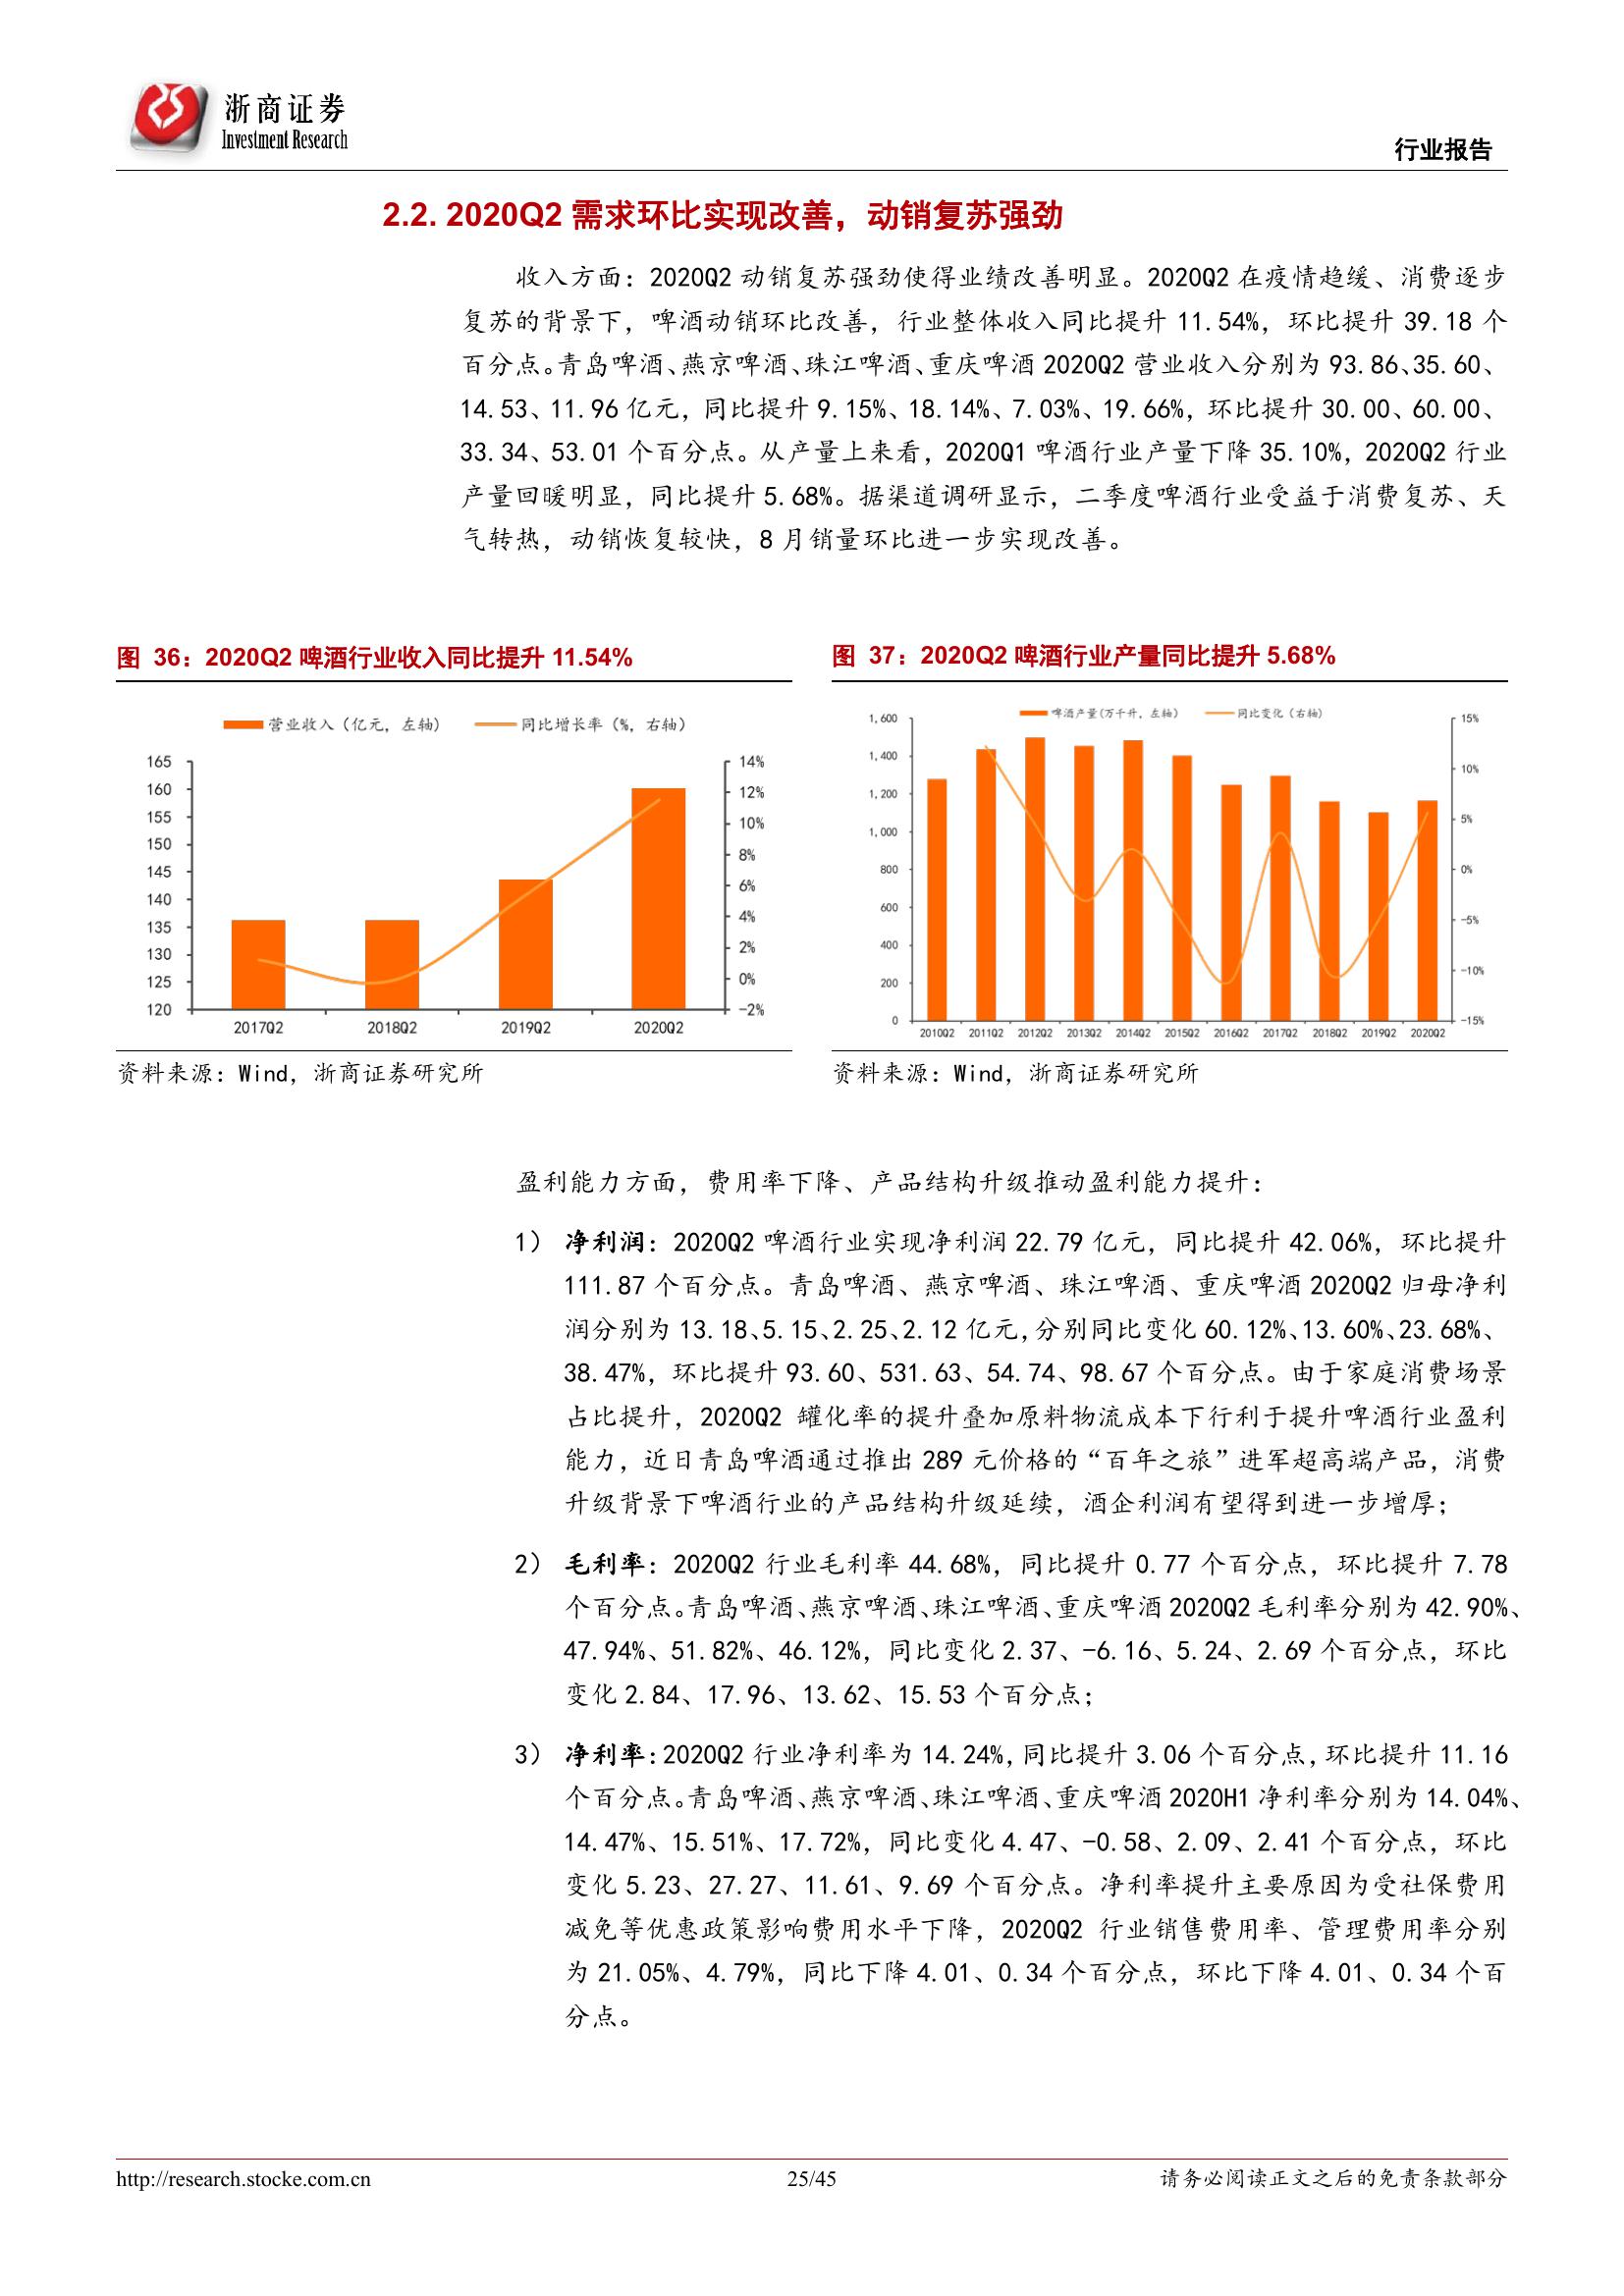 浙商证券
Investment Research
行业报告
2.2. 2020Q2 需求环比实现改善，动销复苏强劲
收入方面：2020Q2 动销复苏强劲使得业绩改善明显。2020Q2 在疫情趋缓、消费逐步
复苏的背景下，啤酒动销环比改善，行业整体收入同比提升 11.54%，环比提升 39.18 个
百分点。青岛啤酒、燕京啤酒、珠江啤酒、重庆啤酒 2020Q2 营业收入分别为 93.86、35.60、
14.53、11.96 亿元，同比提升 9.15%、18.14%、7.03%、19.66%，环比提升 30.00、60.00、
33.34、53.01 个百分点。从产量上来看，2020Q1 啤酒行业产量下降 35.10%，2020Q2 行业
产量回暖明显，同比提升 5.68%。据渠道调研显示，二季度啤酒行业受益于消费复苏、天
气转热，动销恢复较快，8 月销量环比进一步实现改善。
图 36：2020Q2 啤酒行业收入同比提升 11.54%
营业收入（亿元，左轴） 同比增长率（%，右轴）
165 14%
160 12%
155 10%
150 8%
145 6%
140 4%
135 2%
130 0%
125 -2%
120
2017Q2 2018Q2 2019Q2 2020Q2
资料来源：Wind，浙商证券研究所
图 37：2020Q2 啤酒行业产量同比提升 5.68%
啤酒产量(万千升，左轴) 同比变化（右轴）
1,600 15%
1,400 10%
1,200 5%
1,000 0%
800 -5%
600 -10%
400 -15%
200
0
2010Q2 2011Q2 2012Q2 2013Q2 2014Q2 2015Q2 2016Q2 2017Q2 2018Q2 2019Q2 2020Q2
资料来源：Wind，浙商证券研究所
盈利能力方面，费用率下降、产品结构升级推动盈利能力提升：
1） 净利润：2020Q2 啤酒行业实现净利润 22.79 亿元，同比提升 42.06%，环比提升
111.87 个百分点。青岛啤酒、燕京啤酒、珠江啤酒、重庆啤酒 2020Q2 归母净利
润分别为 13.18、5.15、2.25、2.12 亿元，分别同比变化 60.12%、13.60%、23.68%、
38.47%，环比提升 93.60、531.63、54.74、98.67 个百分点。由于家庭消费场景
占比提升，2020Q2 罐化率的提升叠加原料物流成本下行利于提升啤酒行业盈利
能力，近日青岛啤酒通过推出 289 元价格的“百年之旅”进军超高端产品，消费
升级背景下啤酒行业的产品结构升级延续，酒企利润有望得到进一步增厚；
2） 毛利率：2020Q2 行业毛利率 44.68%，同比提升 0.77 个百分点，环比提升 7.78
个百分点。青岛啤酒、燕京啤酒、珠江啤酒、重庆啤酒 2020Q2 毛利率分别为 42.90%、
47.94%、51.82%、46.12%，同比变化 2.37、-6.16、5.24、2.69 个百分点，环比
变化 2.84、17.96、13.62、15.53 个百分点；
3） 净利率：2020Q2 行业净利率为 14.24%，同比提升 3.06 个百分点，环比提升 11.16
个百分点。青岛啤酒、燕京啤酒、珠江啤酒、重庆啤酒 2020H1 净利率分别为 14.04%、
14.47%、15.51%、17.72%，同比变化 4.47、-0.58、2.09、2.41 个百分点，环比
变化 5.23、27.27、11.61、9.69 个百分点。净利率提升主要原因为受社保费用
减免等优惠政策影响费用水平下降，2020Q2 行业销售费用率、管理费用率分别
为 21.05%、4.79%，同比下降 4.01、0.34 个百分点，环比下降 4.01、0.34 个百
分点。
http://research.stocke.com.cn 25/45 请务必阅读正文之后的免责条款部分